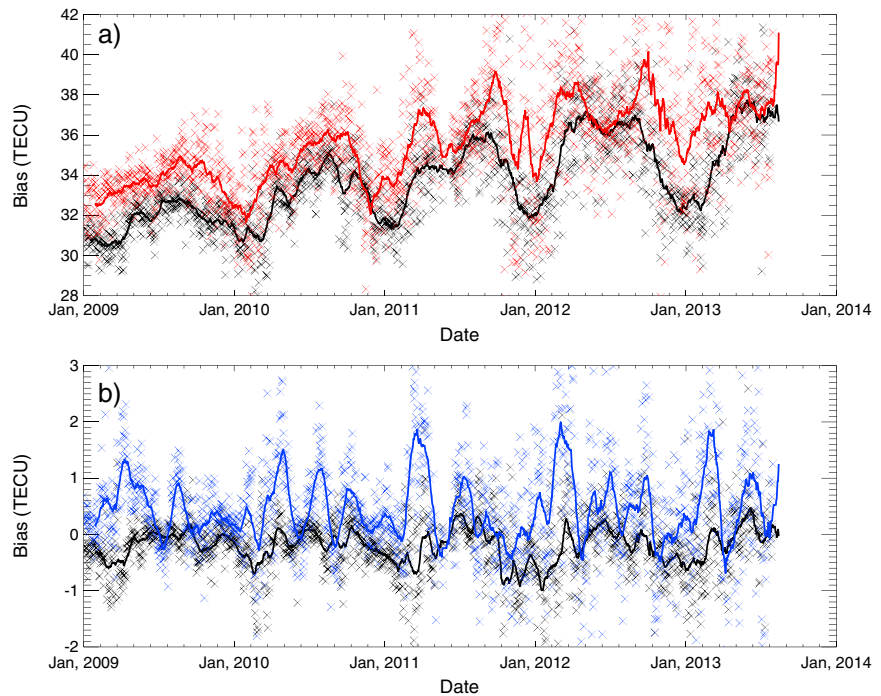 a)
42
40
38
36
34
32
30
28
Bias (TECU)
Jan, 2009 Jan, 2010 Jan, 2011 Jan, 2012 Jan, 2013 Jan, 2014
Date
b)
3
2
1
0
-1
-2
Bias (TECU)
Jan, 2009 Jan, 2010 Jan, 2011 Jan, 2012 Jan, 2013 Jan, 2014
Date